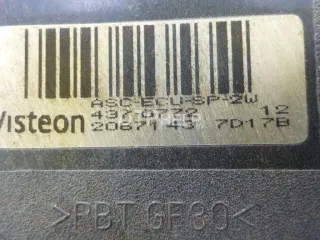 ASC-ECU-SP-2W
12
Visteon
2067143 7D17B
>PBT GF30<